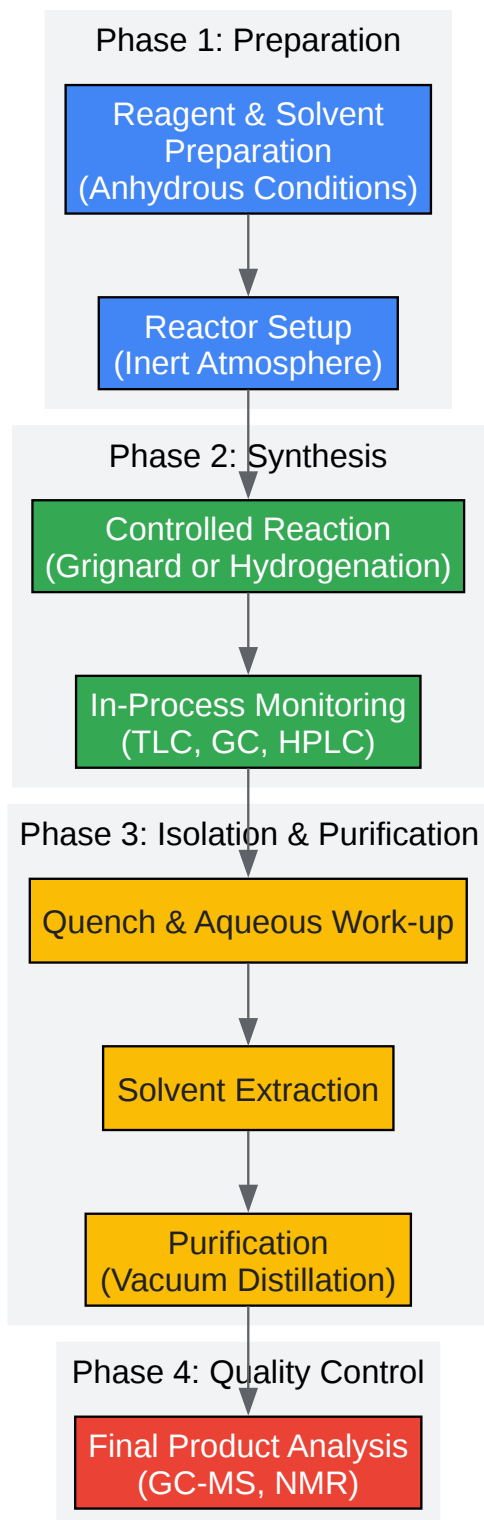 Phase 1: Preparation
Reagent & Solvent
Preparation
(Anhydrous Conditions)
Reactor Setup
(Inert Atmosphere)
Phase 2: Synthesis
Controlled Reaction
(Grignard or Hydrogenation)
In-Process Monitoring
(TLC, GC, HPLC)
Phase 3: Isolation & Purification
Quench & Aqueous Work-up
Solvent Extraction
Purification
(Vacuum Distillation)
Phase 4: Quality Control
Final Product Analysis
(GC-MS, NMR)